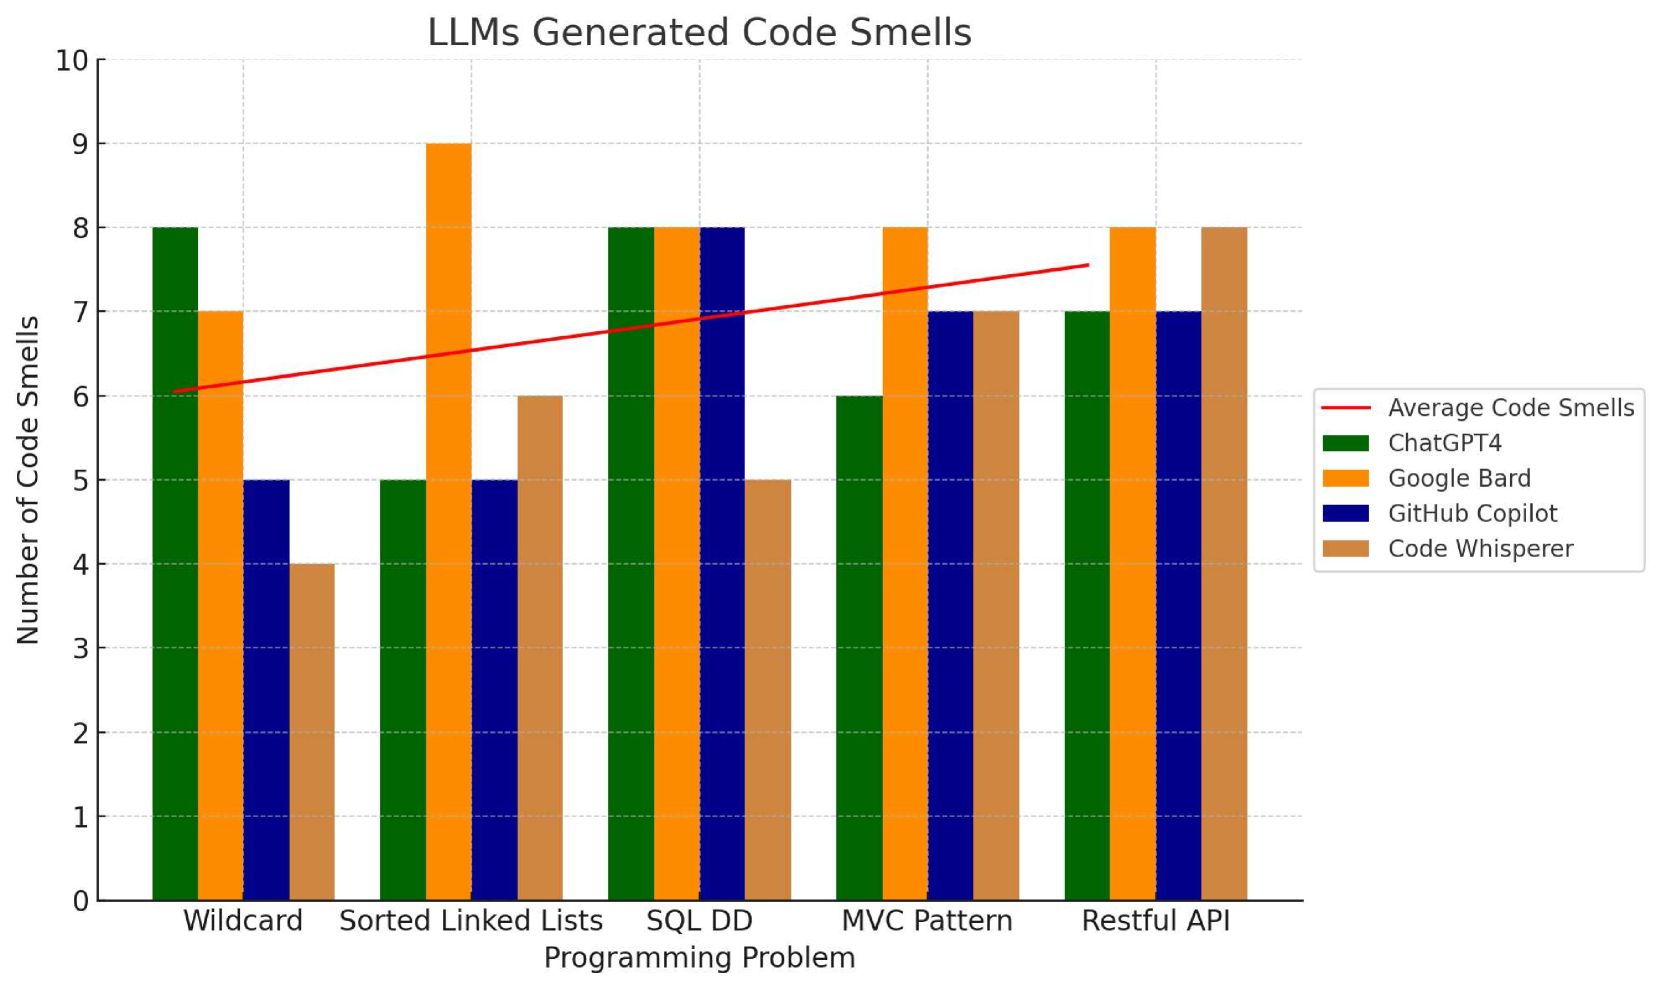 LLMs Generated Code Smells
10
9
8
7
6
5
4
3
2
1
0
Number of Code Smells
Wildcard
Sorted Linked Lists
SQL DD
MVC Pattern
Restful API
Programming Problem
Average Code Smells
ChatGPT4
Google Bard
GitHub Copilot
Code Whisperer